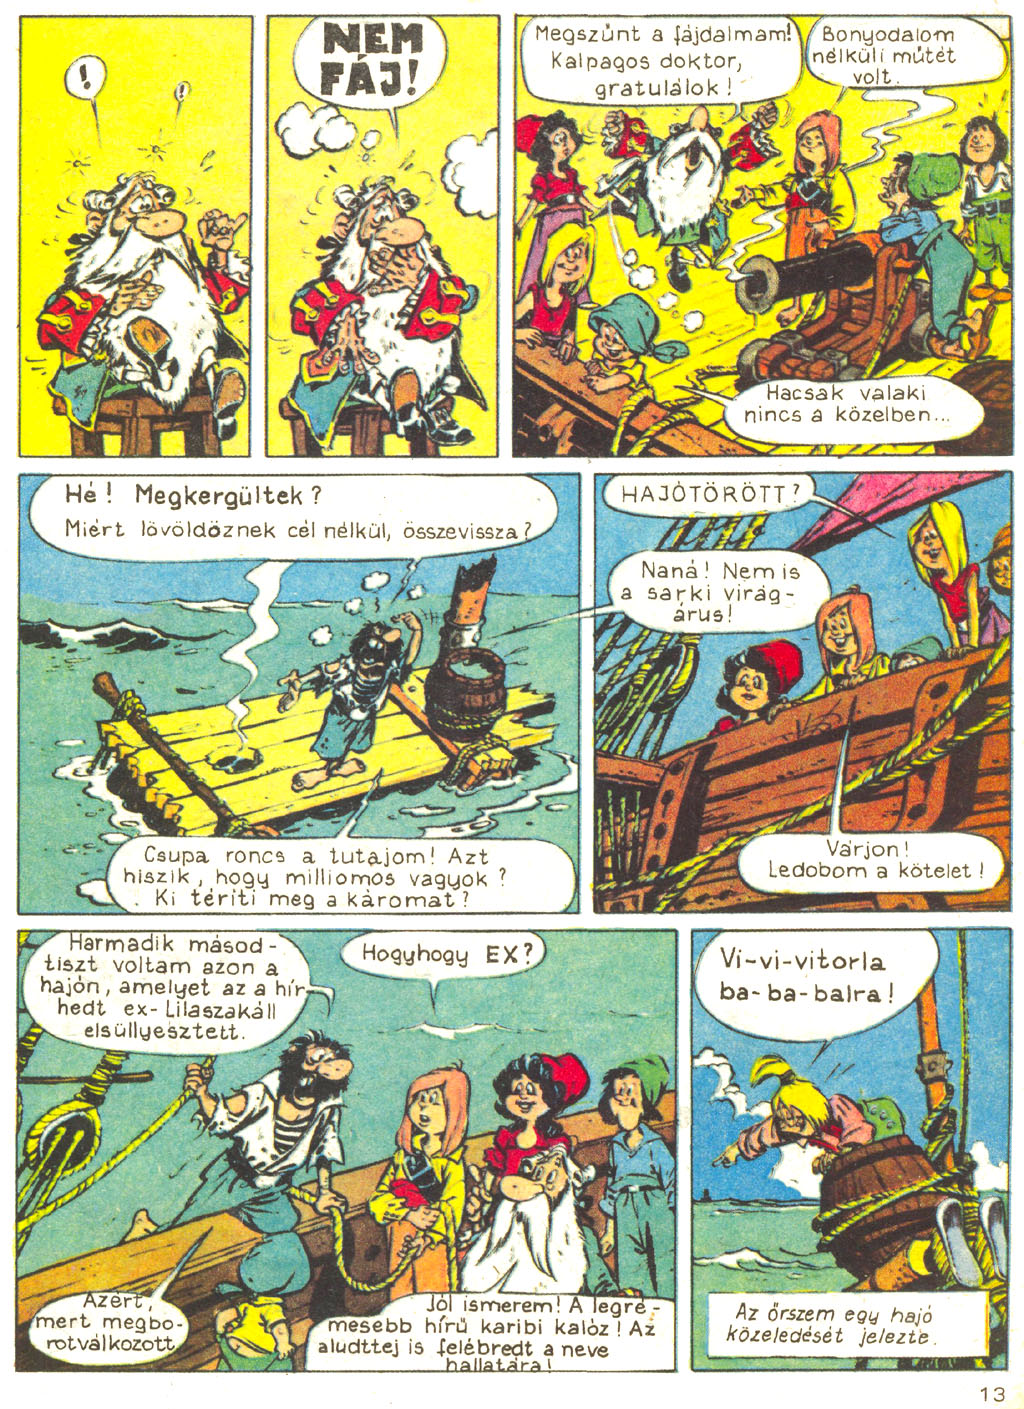 !
!
NEM
FÁJ!
Megszűnt a fájdalmam!
Kalpagos doktor,
gratulálok!
Bonyodalom
nélküli műtét
volt.
Hacsak valaki
nincs a közelben...
Hé! Megkergültek?
Miért lövöldöznek cél nélkül, összevissza?
Csupa roncs a tutajom! Azt
hiszik, hogy milliomos vagyok?
Ki téríti meg a káromat?
HAJÓTÖRÖTT?
Naná! Nem is
a sarki virág-
árus!
Várjon!
Ledobom a kötelet!
Harmadik másod-
tiszt voltam azon a
hajón, amelyet az a hír-
hedt ex-Lilaszakáll
elsüllyesztett.
Hogyhogy EX?
Azért,
mert megbo-
rotválkozott.
Jól ismerem! A legré-
mesebb hírű karibi kalóz! Az
aludttej is felébredt a neve
hallatára!
Vi-vi-vitorla
ba-ba-balra!
Az őrszem egy hajó
közeledését jelezte.
13